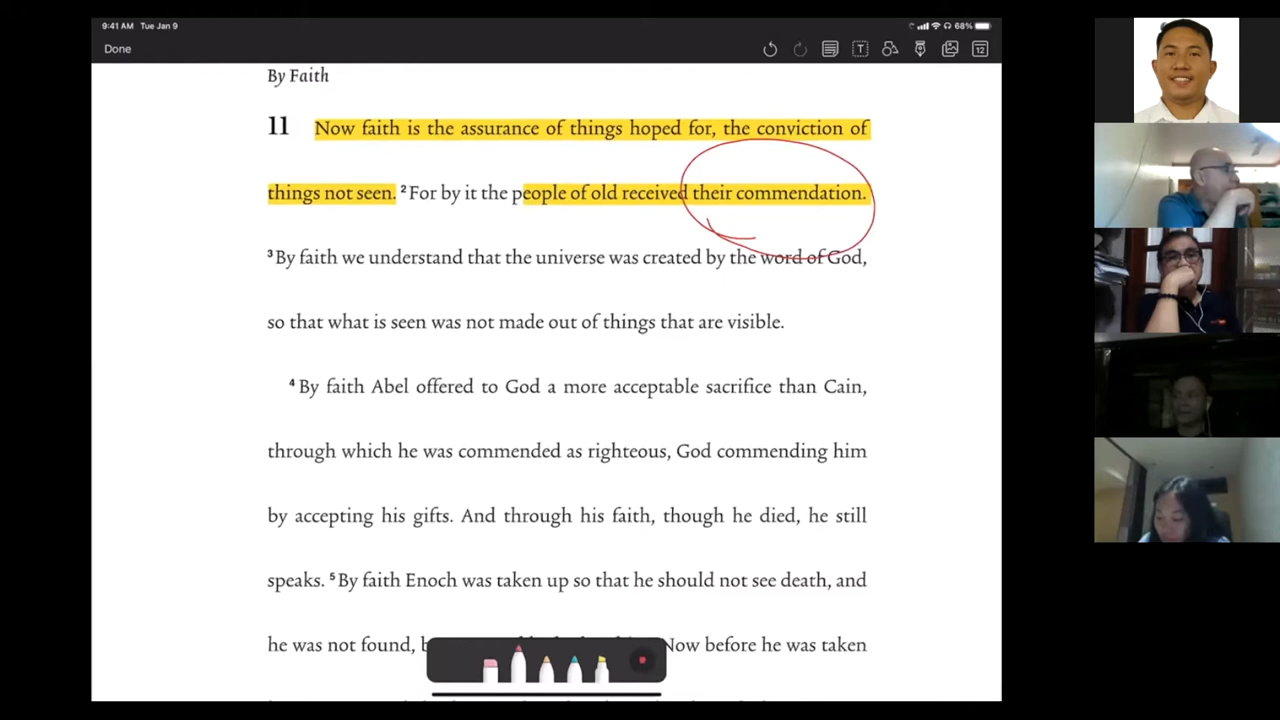 9:41 AM Tue Jan 9
68%
Done
T
12
By Faith
11 Now faith is the assurance of things hoped for, the conviction of
things not seen. 2 For by it the people of old received their commendation.
3 By faith we understand that the universe was created by the word of God,
so that what is seen was not made out of things that are visible.
4 By faith Abel offered to God a more acceptable sacrifice than Cain,
through which he was commended as righteous, God commending him
by accepting his gifts. And through his faith, though he died, he still
speaks. 5 By faith Enoch was taken up so that he should not see death, and
he was not found, Now before he was taken